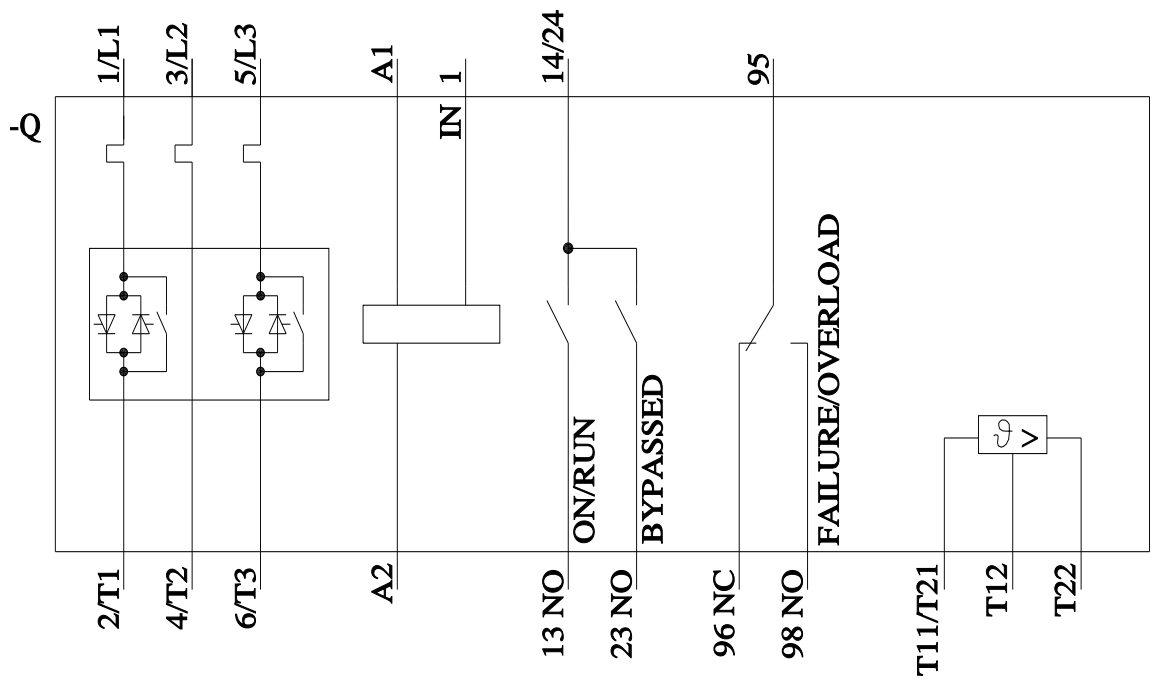 -Q
1/L1
3/L2
5/L3
A1
IN 1
14/24
95
ON/RUN
BYPASSED
FAILURE/OVERLOAD
ϑ >
2/T1
4/T2
6/T3
A2
13 NO
23 NO
96 NC
98 NO
T11/T21
T12
T22